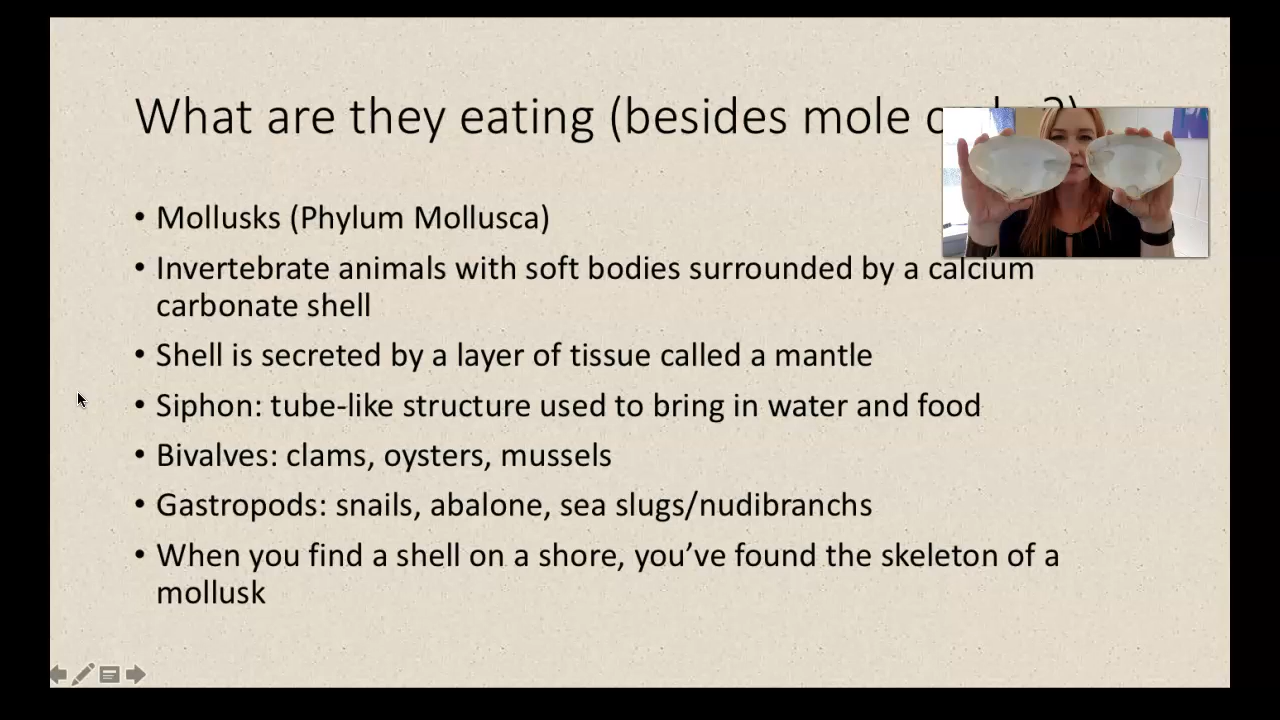 What are they eating (besides mole
• Mollusks (Phylum Mollusca)
• Invertebrate animals with soft bodies surrounded by a calcium
carbonate shell
• Shell is secreted by a layer of tissue called a mantle
• Siphon: tube-like structure used to bring in water and food
• Bivalves: clams, oysters, mussels
• Gastropods: snails, abalone, sea slugs/nudibranchs
• When you find a shell on a shore, you’ve found the skeleton of a
mollusk